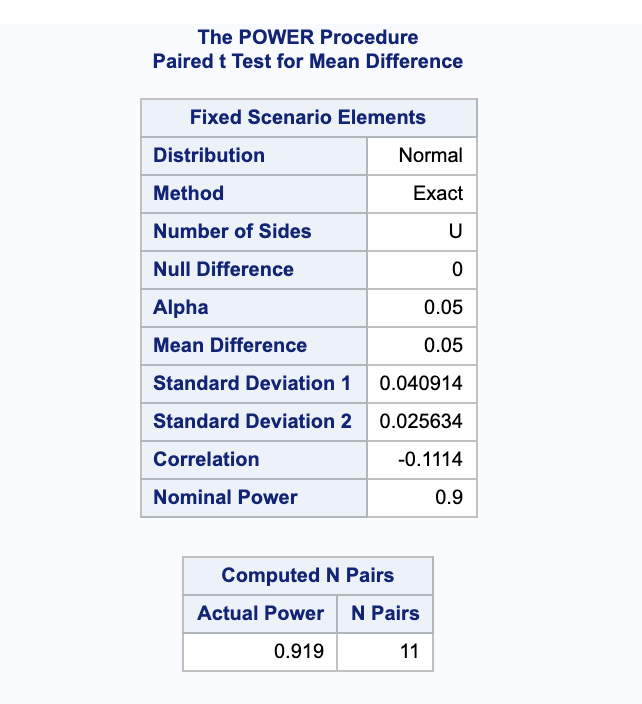 The POWER Procedure
Paired t Test for Mean Difference
Fixed Scenario Elements
Distribution Normal
Method Exact
Number of Sides U
Null Difference 0
Alpha 0.05
Mean Difference 0.05
Standard Deviation 1 0.040914
Standard Deviation 2 0.025634
Correlation -0.1114
Nominal Power 0.9
Computed N Pairs
Actual Power N Pairs
0.919 11